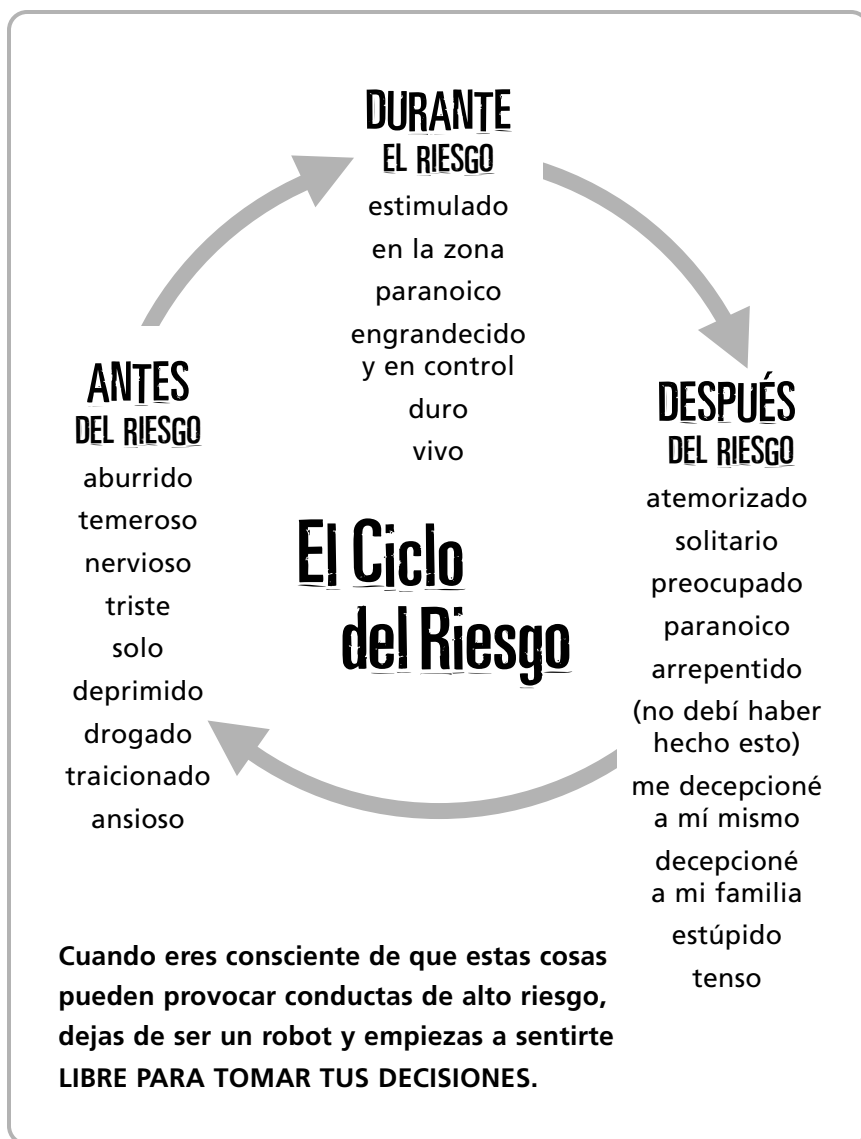 DURANTE
EL RIESGO
estimulado
en la zona
paranoico
engrandecido
y en control
duro
vivo
ANTES
DEL RIESGO
aburrido
temeroso
nervioso
triste
solo
deprimido
drogado
traicionado
ansioso
DESPUÉS
DEL RIESGO
atemorizado
solitario
preocupado
paranoico
arrepentido
(no debí haber
hecho esto)
me decepcioné
a mí mismo
decepcioné
a mi familia
estúpido
tenso
El Ciclo
del Riesgo
Cuando eres consciente de que estas cosas
pueden provocar conductas de alto riesgo,
dejas de ser un robot y empiezas a sentirte
LIBRE PARA TOMAR TUS DECISIONES.